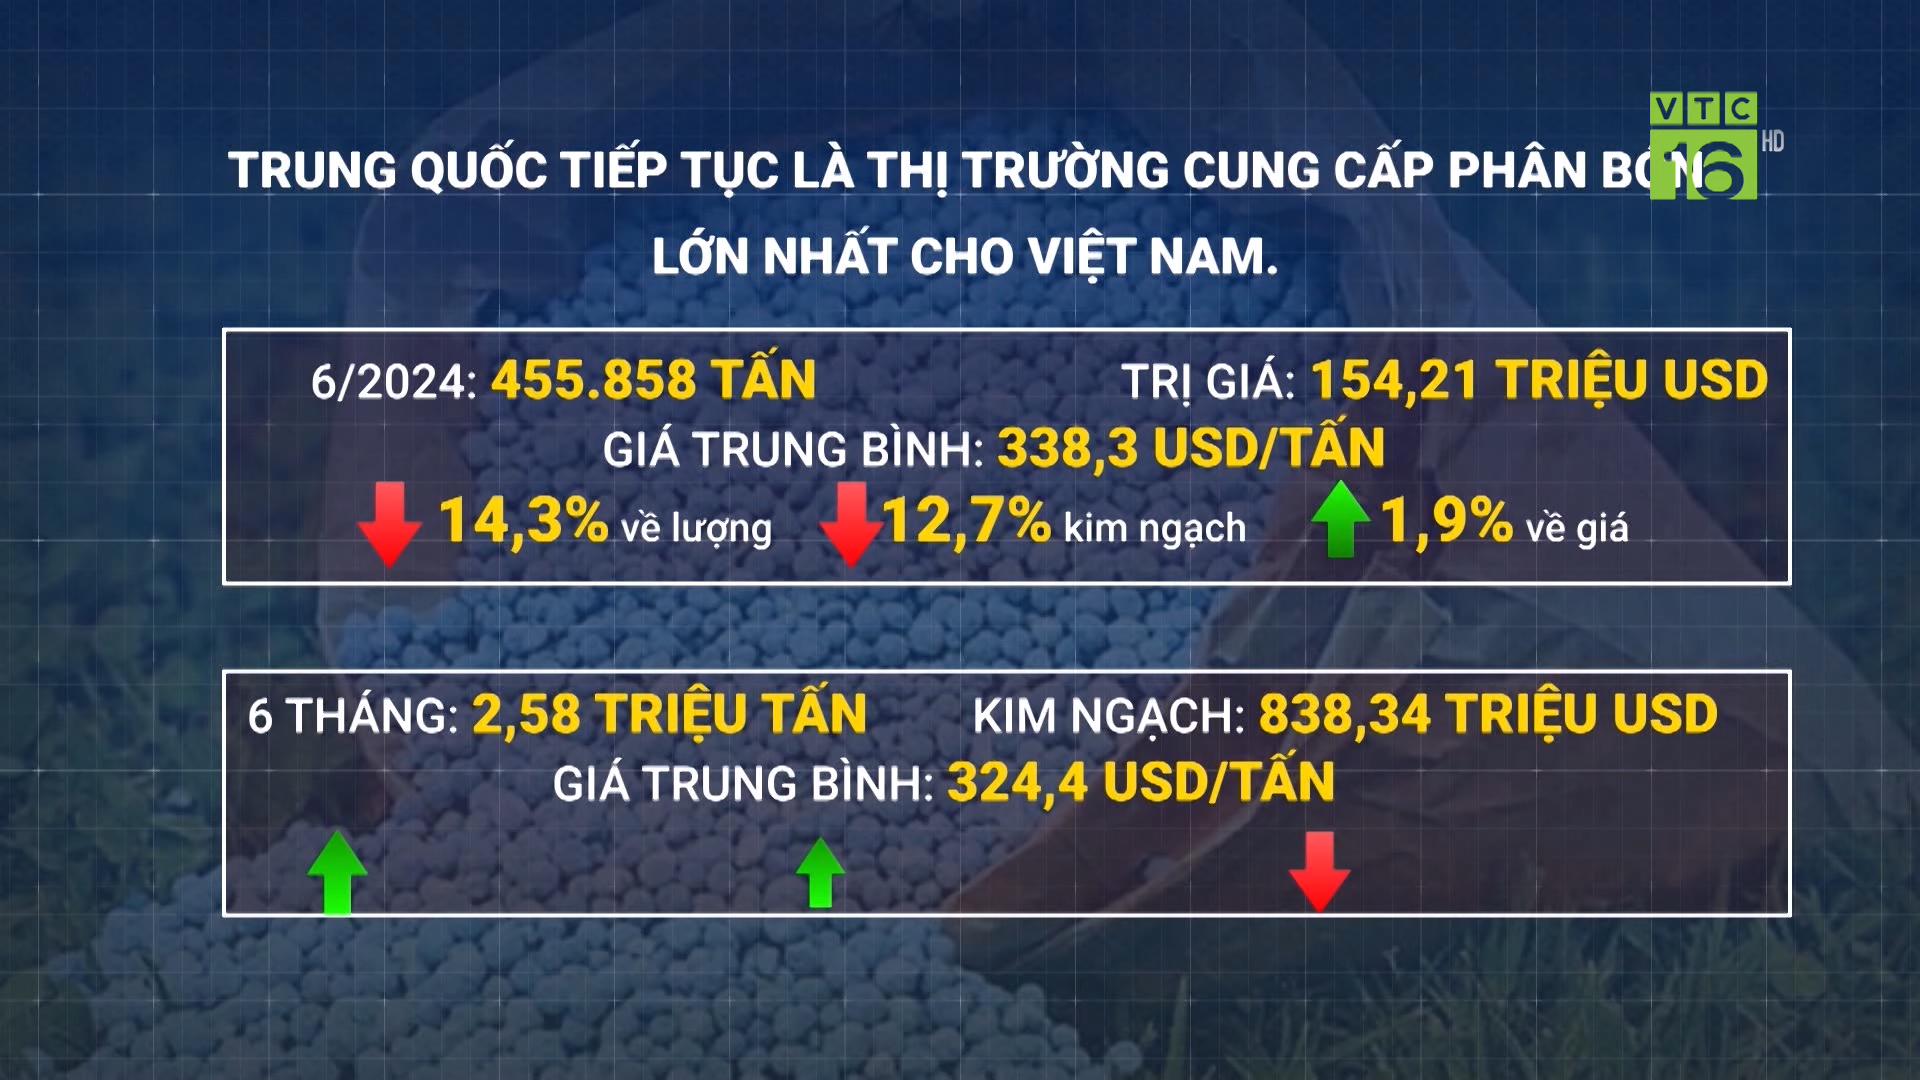 VTC
16 HD
TRUNG QUỐC TIẾP TỤC LÀ THỊ TRƯỜNG CUNG CẤP PHÂN BÓN
LỚN NHẤT CHO VIỆT NAM.
6/2024: 455.858 TẤN TRỊ GIÁ: 154,21 TRIỆU USD
GIÁ TRUNG BÌNH: 338,3 USD/TẤN
14,3% về lượng 12,7% kim ngạch 1,9% về giá
6 THÁNG: 2,58 TRIỆU TẤN KIM NGẠCH: 838,34 TRIỆU USD
GIÁ TRUNG BÌNH: 324,4 USD/TẤN